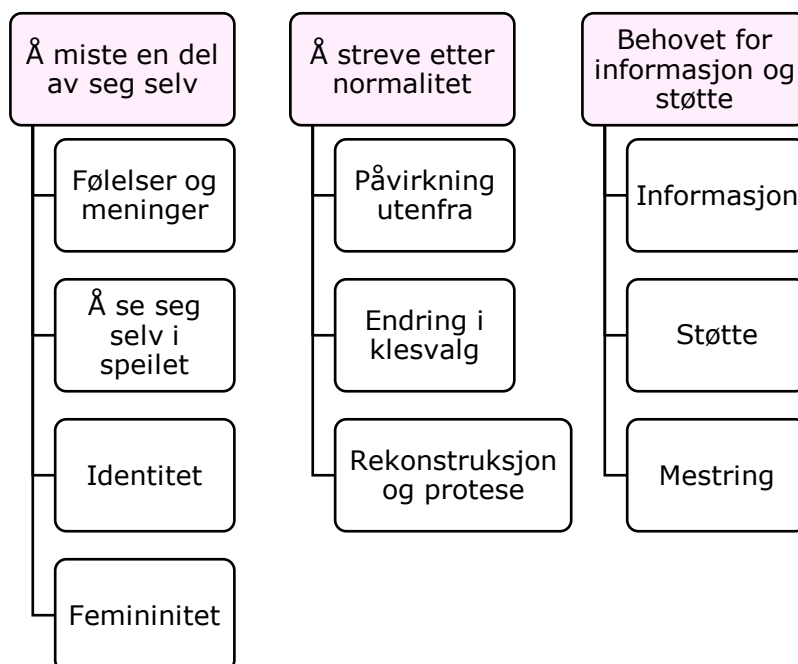 Å miste en del
av seg selv
Følelser og
meninger
Å se seg
selv i
speilet
Identitet
Femininitet
Å streve etter
normalitet
Påvirkning
utenfra
Endring i
klesvalg
Rekonstruksjon
og protese
Behovet for
informasjon og
støtte
Informasjon
Støtte
Mestring